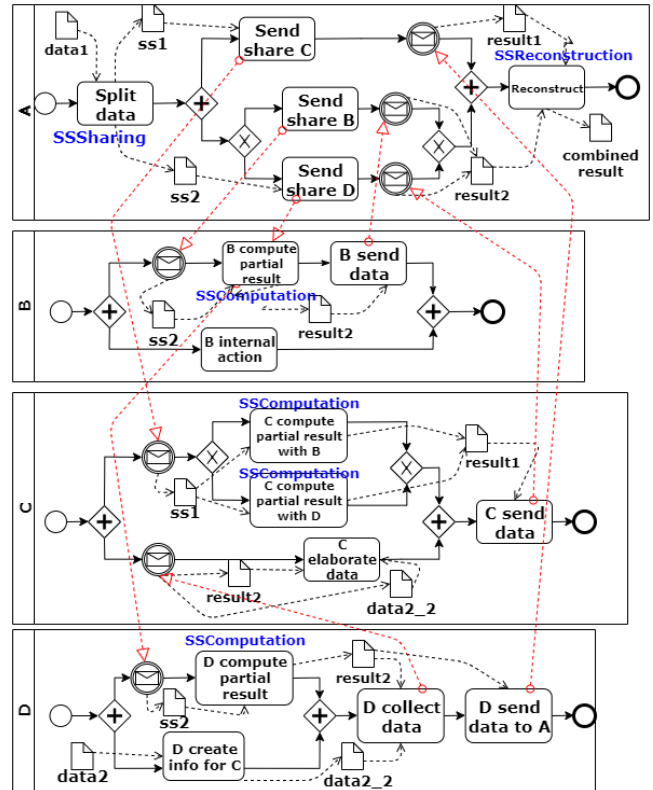 data1
ss1
Send
share C
result1
SSReconstruction
A
Split
data
SSSharing
Send
share B
Reconstruct
ss2
Send
share D
result2
combined
result
B
B compute
partial
result
B send
data
SSComputation
ss2
result2
B internal
action
C
SSComputation
C compute
partial result
with B
SSComputation
C compute
partial result
with D
ss1
result1
C send
data
C
elaborate
data
result2
data2_2
D
SSComputation
D compute
partial
result
result2
ss2
D collect
data
D send
data to A
D create
info for C
data2
data2_2